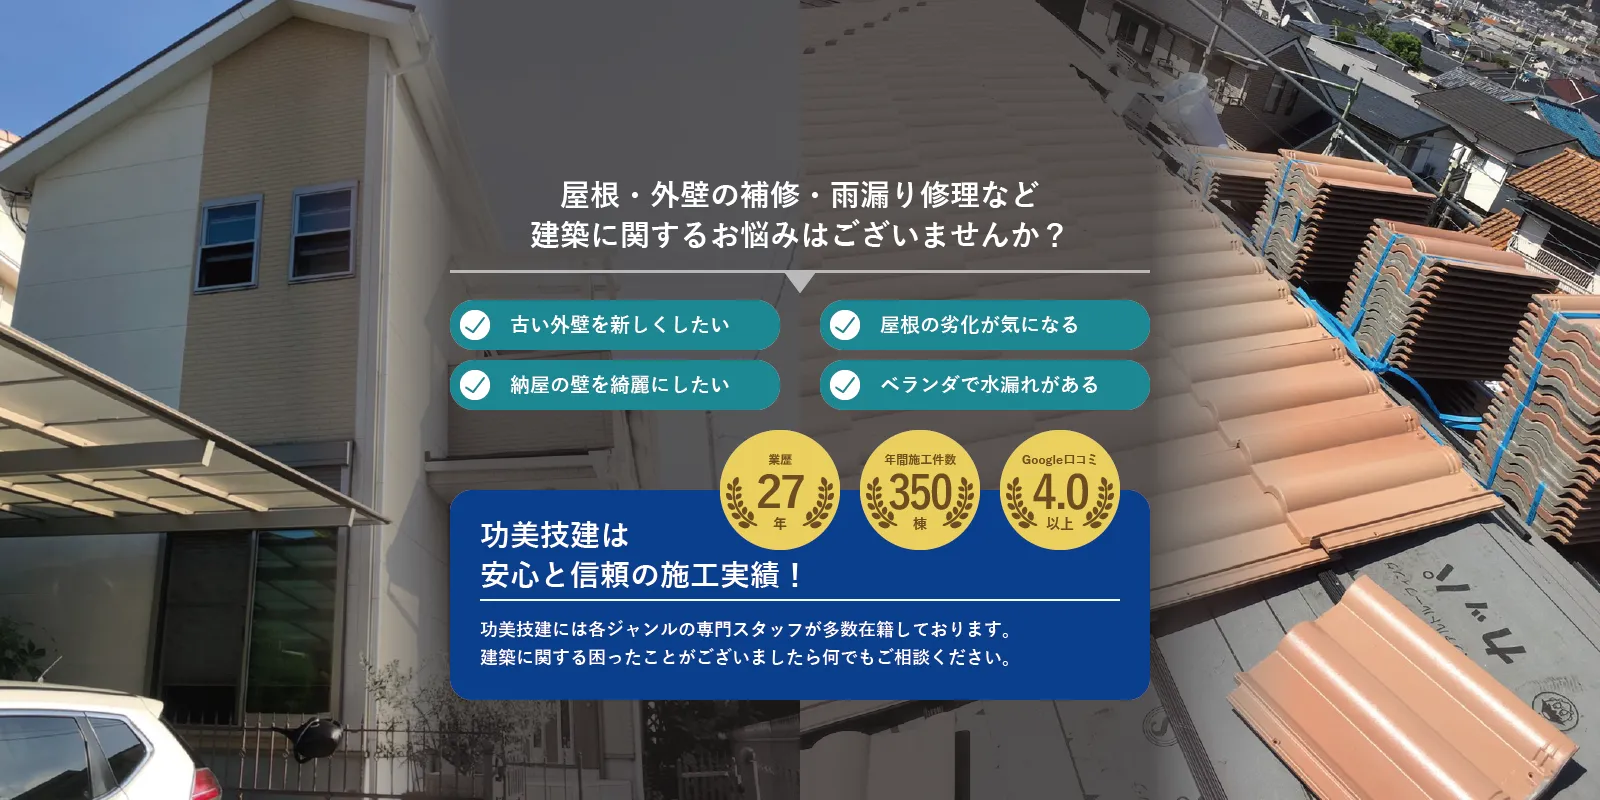 屋根・外壁の補修・雨漏り修理など
建築に関するお悩みはございませんか？
古い外壁を新しくしたい
屋根の劣化が気になる
納屋の壁を綺麗にしたい
ベランダで水漏れがある
業歴
27
年
年間施工件数
350
棟
Google口コミ
4.0
以上
功美技建は
安心と信頼の施工実績！
功美技建には各ジャンルの専門スタッフが多数在籍しております。
建築に関する困ったことがございましたら何でもご相談ください。